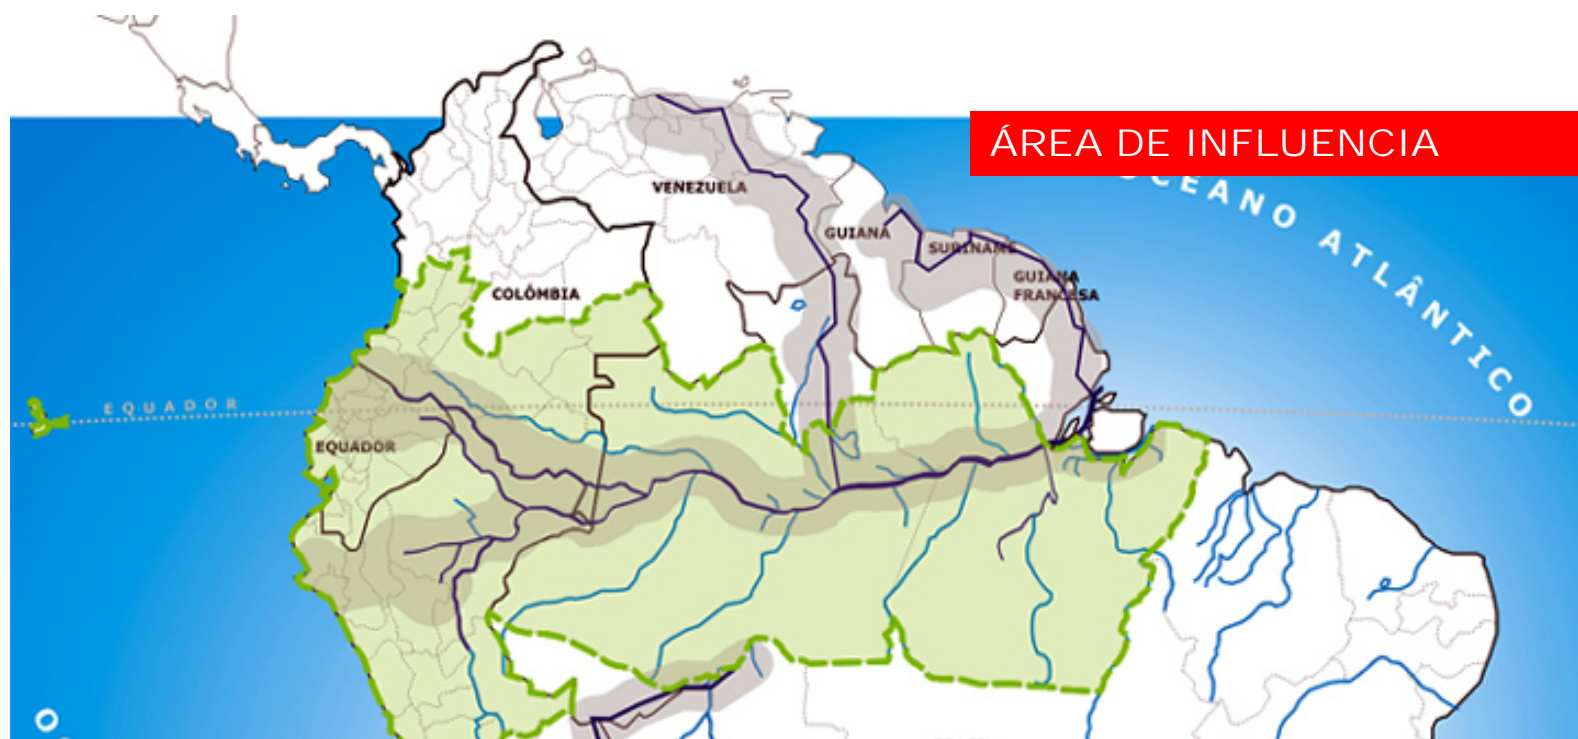 ÁREA DE INFLUENCIA
OCEANO ATLÂNTICO
VENEZUELA
GUIANA
SURINAME
GUIANA
FRANCESA
COLÔMBIA
EQUADOR
EQUADOR